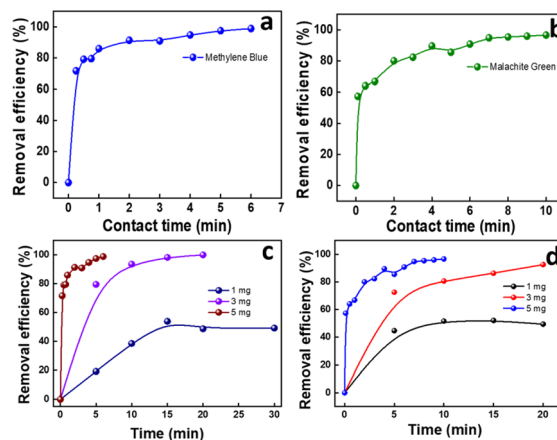 a
Removal efficiency (%)
100
80
60
40
20
0
Methylene Blue
0 1 2 3 4 5 6 7
Contact time (min)
b
Removal efficiency (%)
100
80
60
40
20
0
Malachite Green
0 2 4 6 8 10
Contact time (min)
c
Removal efficiency (%)
100
80
60
40
20
0
1 mg
3 mg
5 mg
0 5 10 15 20 25 30
Time (min)
d
Removal efficiency (%)
100
80
60
40
20
0
1 mg
3 mg
5 mg
0 5 10 15 20
Time (min)